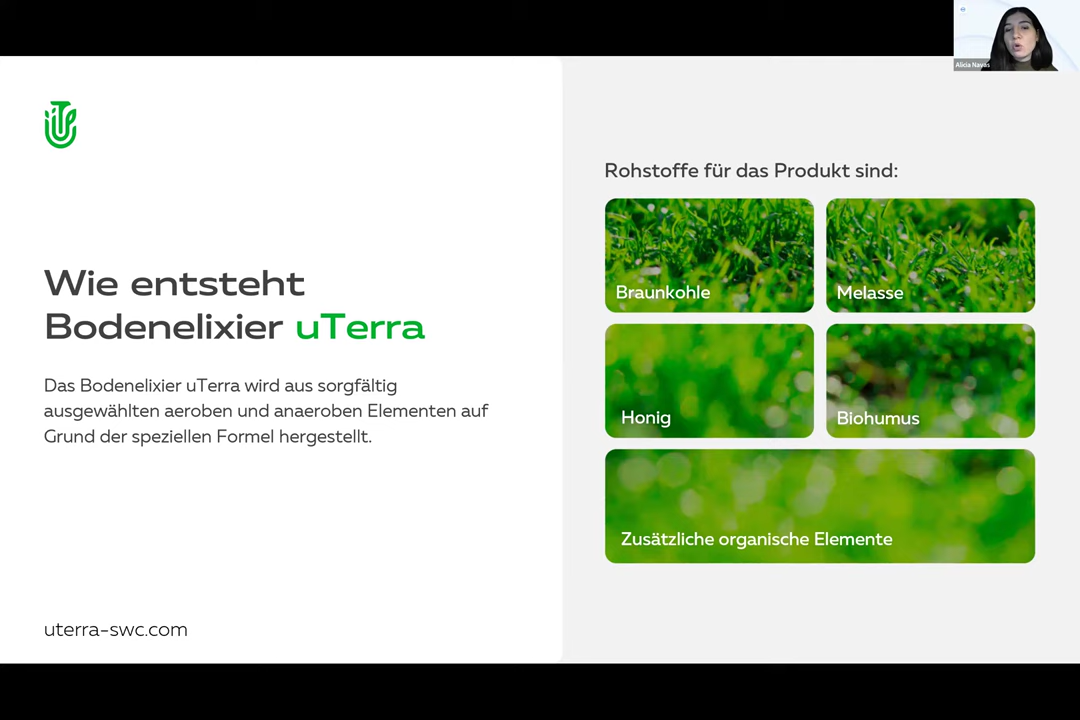 Alicia Navas
Wie entsteht
Bodenelixier uTerra
Das Bodenelixier uTerra wird aus sorgfältig
ausgewählten aeroben und anaeroben Elementen auf
Grund der speziellen Formel hergestellt.
uterra-swc.com
Rohstoffe für das Produkt sind:
Braunkohle
Melasse
Honig
Biohumus
Zusätzliche organische Elemente